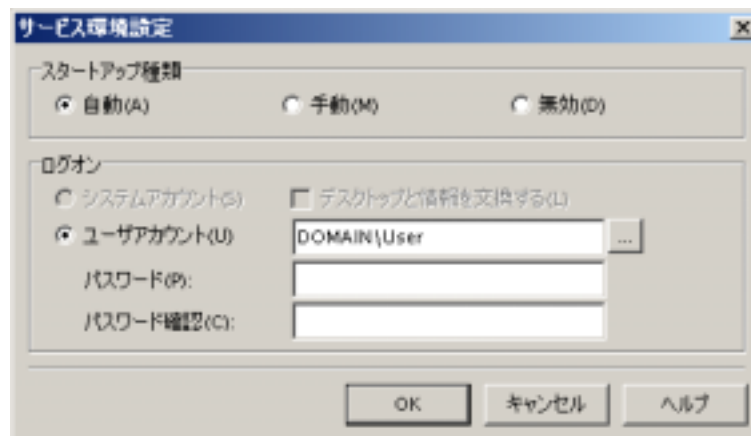 サービス環境設定
スタートアップ種類
自動(A) 手動(M) 無効(D)
ログオン
システムアカウント(S) デスクトップと情報を交換する(L)
ユーザアカウント(U) DOMAIN\User ...
パスワード(P):
パスワード確認(C):
OK キャンセル ヘルプ